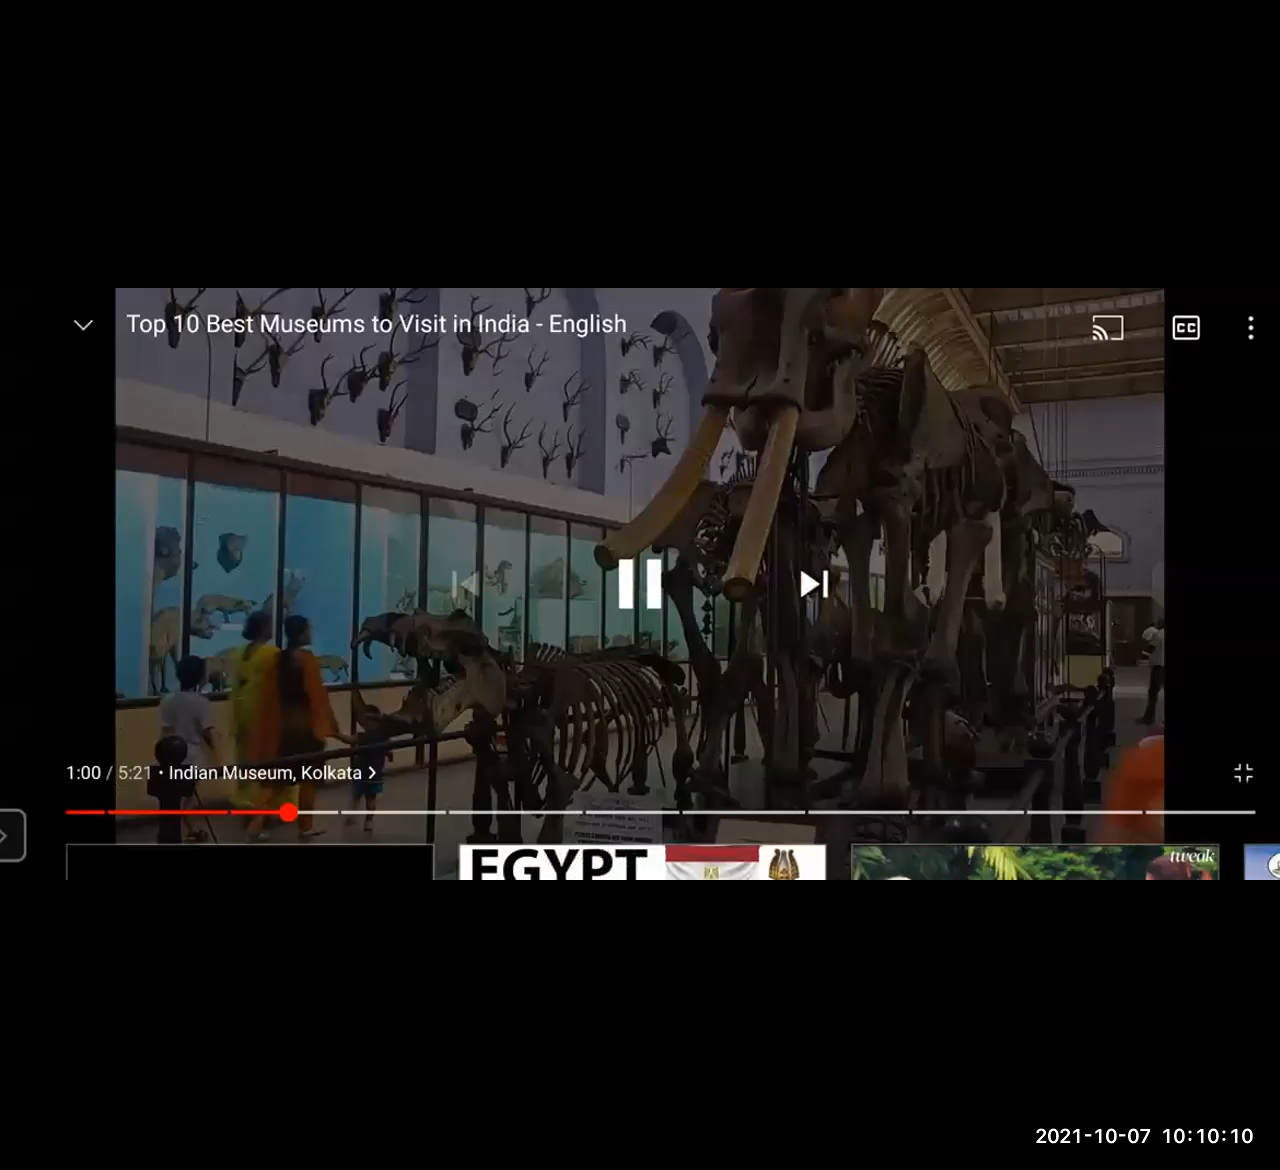 Top 10 Best Museums to Visit in India - English
CC
1:00 / 5:21 • Indian Museum, Kolkata >
EGYPT
tweak
2021-10-07 10:10:10